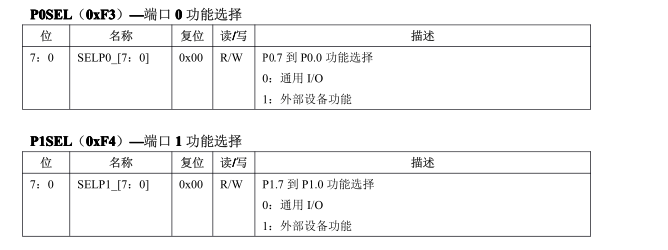 P0SEL（0xF3）—端口 0 功能选择
位 名称 复位 读/写 描述
7：0 SELP0_[7：0] 0x00 R/W P0.7 到 P0.0 功能选择
0：通用 I/O
1：外部设备功能
P1SEL（0xF4）—端口 1 功能选择
位 名称 复位 读/写 描述
7：0 SELP1_[7：0] 0x00 R/W P1.7 到 P1.0 功能选择
0：通用 I/O
1：外部设备功能